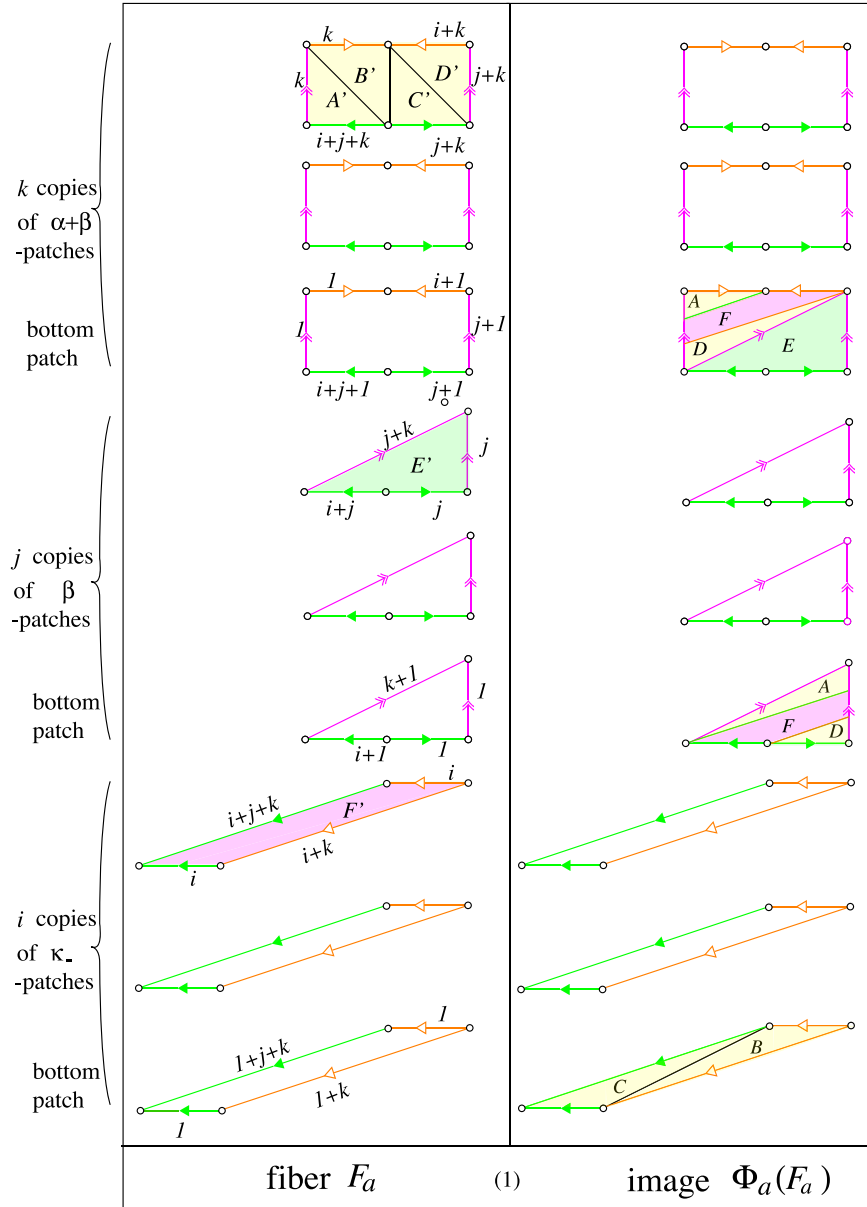 k i+k
k B' D' j+k
A' C'
i+j+k j+k
k copies
of α+β
-patches
1 i+1 A
1 j+1 F
bottom D E
patch
i+j+1 j+1
j+k
E' j
i+j j
j copies
of β
-patches
k+1
1 A
bottom F D
patch i+1 1
i
i+j+k F'
i+k
i
i copies
of κ-
-patches
1
1+j+k B
bottom 1+k C
patch
1
fiber Fa (1) image Φa(Fa)